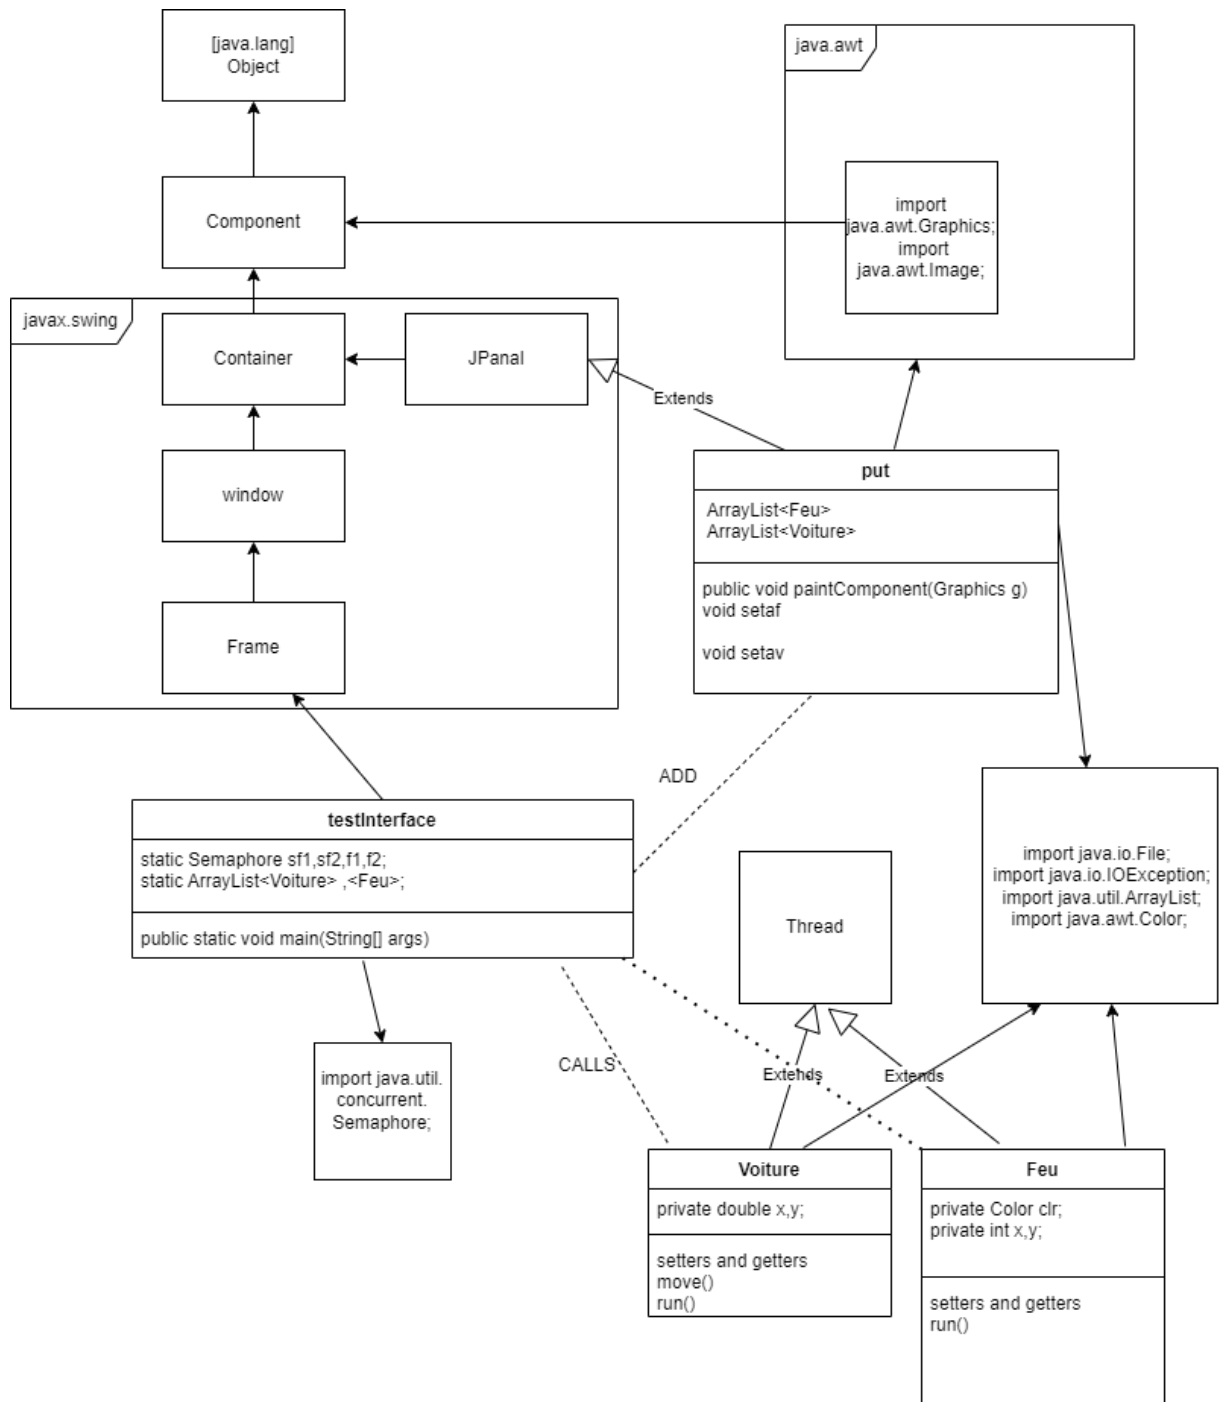 [java.lang]
Object
java.awt
Component
import
java.awt.Graphics;
import
java.awt.Image;
javax.swing
Container
JPanal
Extends
window
put
ArrayList<Feu>
ArrayList<Voiture>
public void paintComponent(Graphics g)
void setaf
void setav
Frame
ADD
testInterface
static Semaphore sf1,sf2,f1,f2;
static ArrayList<Voiture> ,<Feu>;
public static void main(String[] args)
Thread
import java.io.File;
import java.io.IOException;
import java.util.ArrayList;
import java.awt.Color;
import java.util.
concurrent.
Semaphore;
CALLS
Extends
Extends
Voiture
private double x,y;
setters and getters
move()
run()
Feu
private Color clr;
private int x,y;
setters and getters
run()